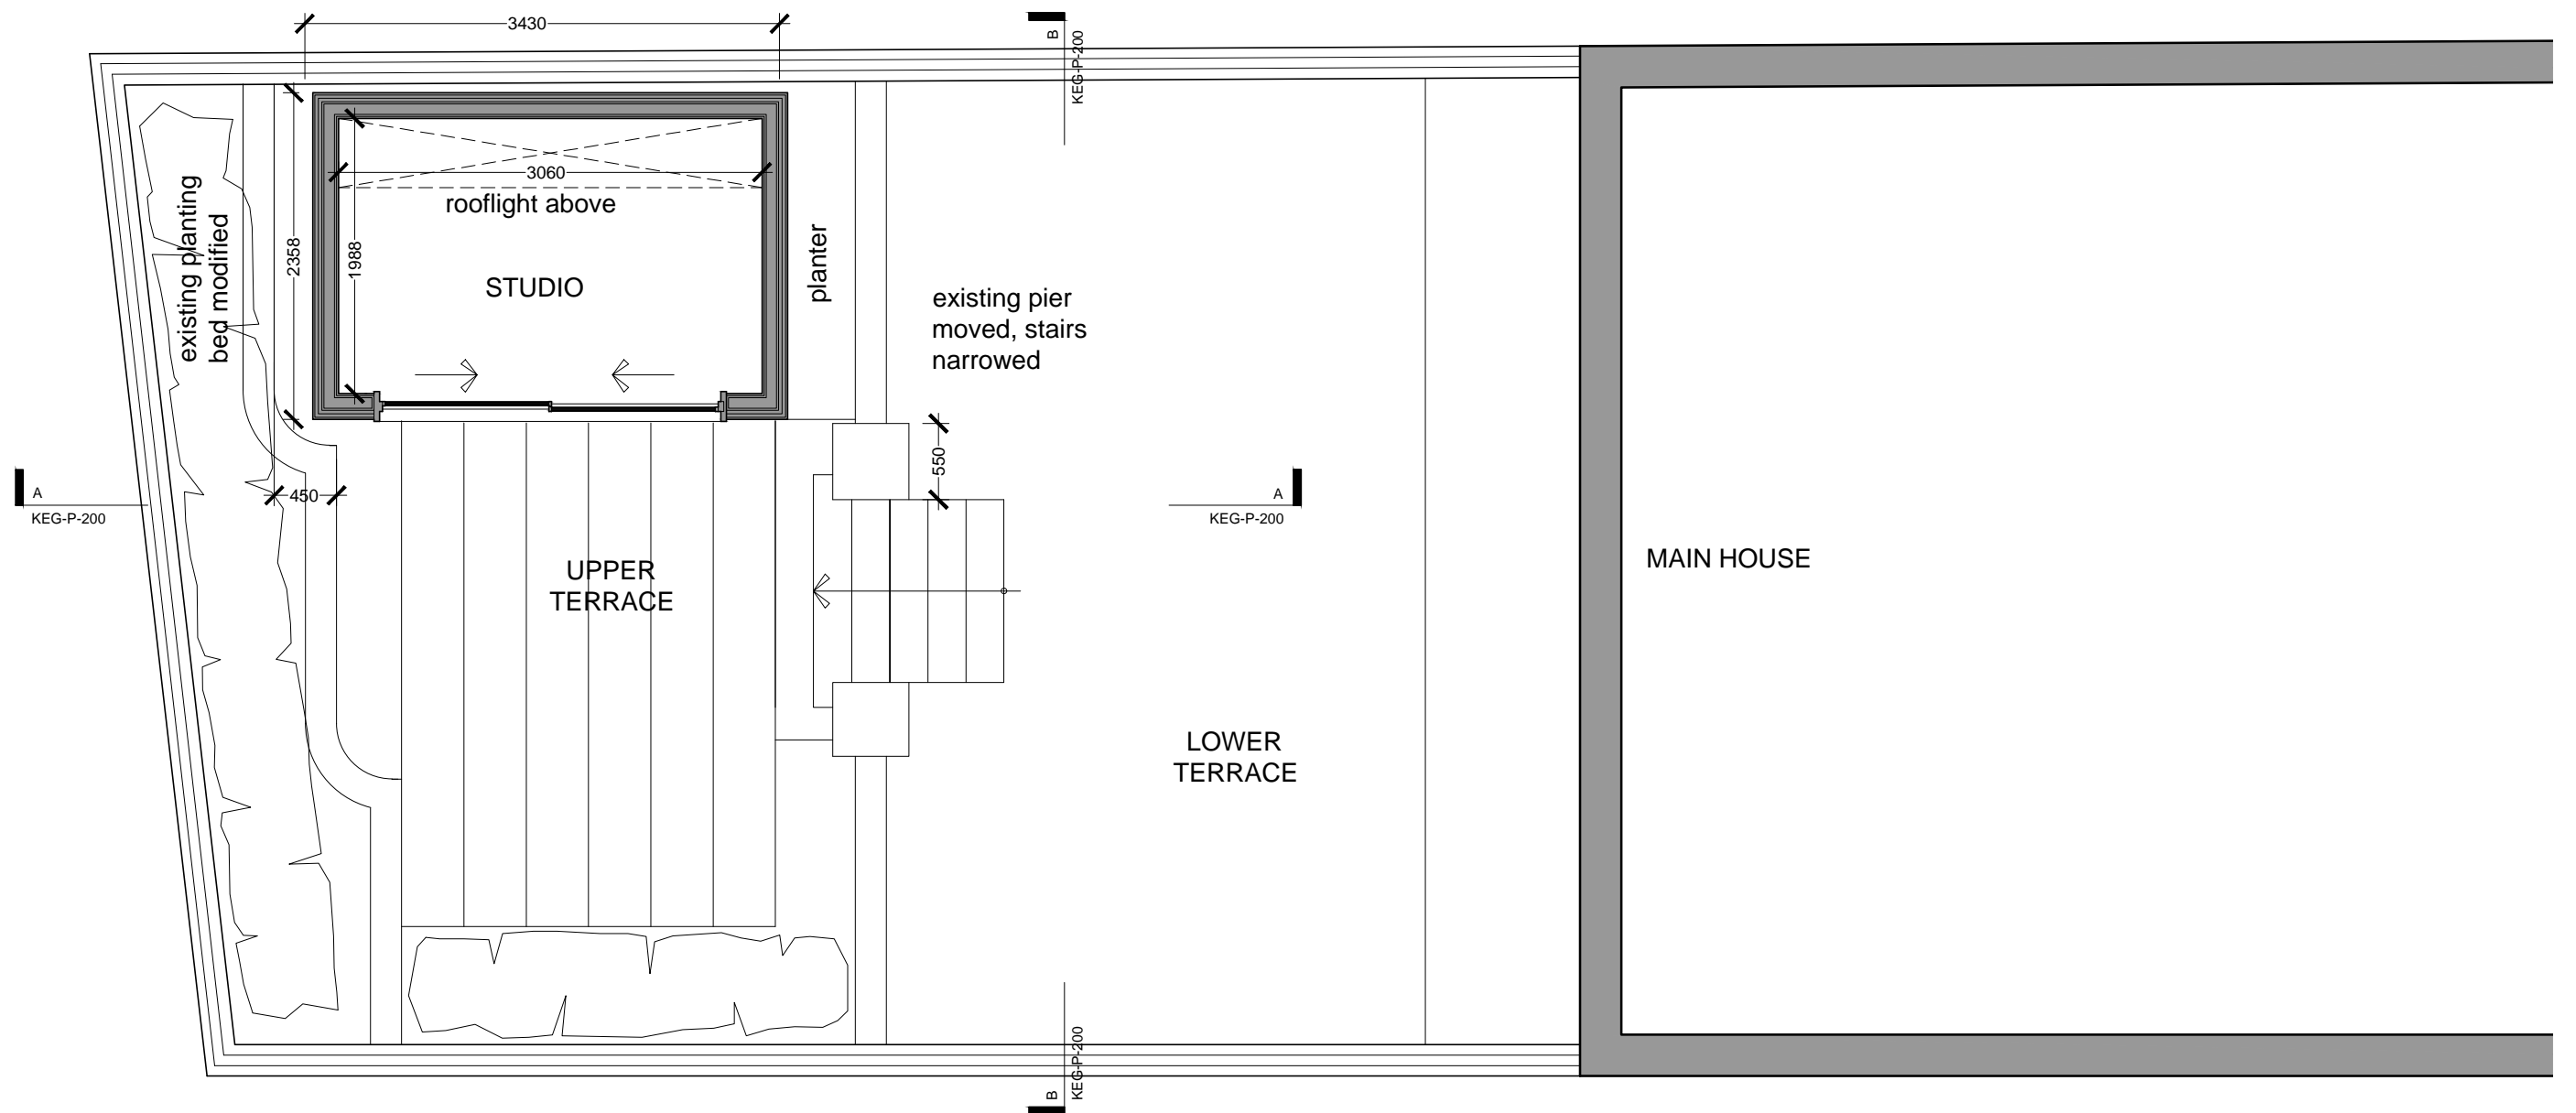 3430
B
KEG-P-200
3060
rooflight above
2358
1988
existing planting
bed modified
STUDIO
planter
existing pier
moved, stairs
narrowed
550
450
A
KEG-P-200
A
KEG-P-200
UPPER
TERRACE
MAIN HOUSE
LOWER
TERRACE
B
KEG-P-200